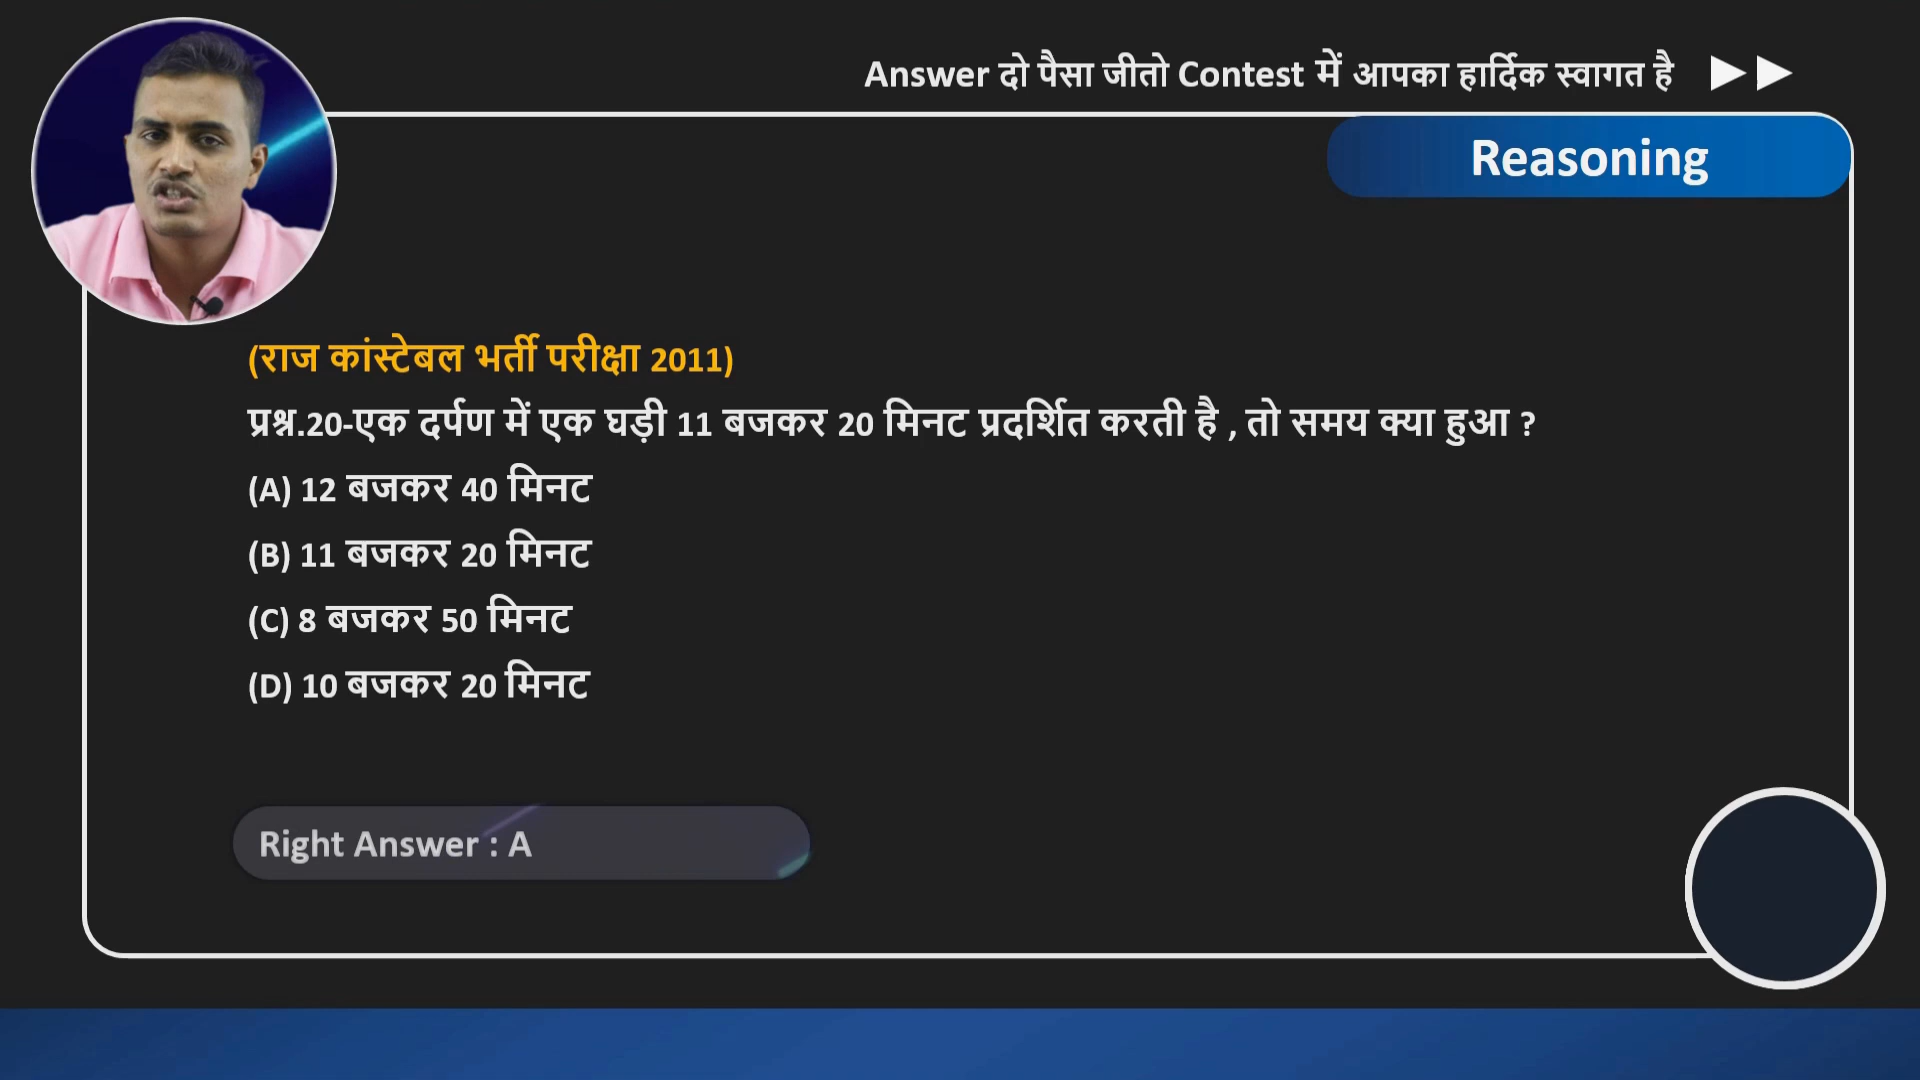 Answer दो पैसा जीतो Contest में आपका हार्दिक स्वागत है
Reasoning
(राज कांस्टेबल भर्ती परीक्षा 2011)
प्रश्न.20-एक दर्पण में एक घड़ी 11 बजकर 20 मिनट प्रदर्शित करती है , तो समय क्या हुआ ?
(A) 12 बजकर 40 मिनट
(B) 11 बजकर 20 मिनट
(C) 8 बजकर 50 मिनट
(D) 10 बजकर 20 मिनट
Right Answer : A